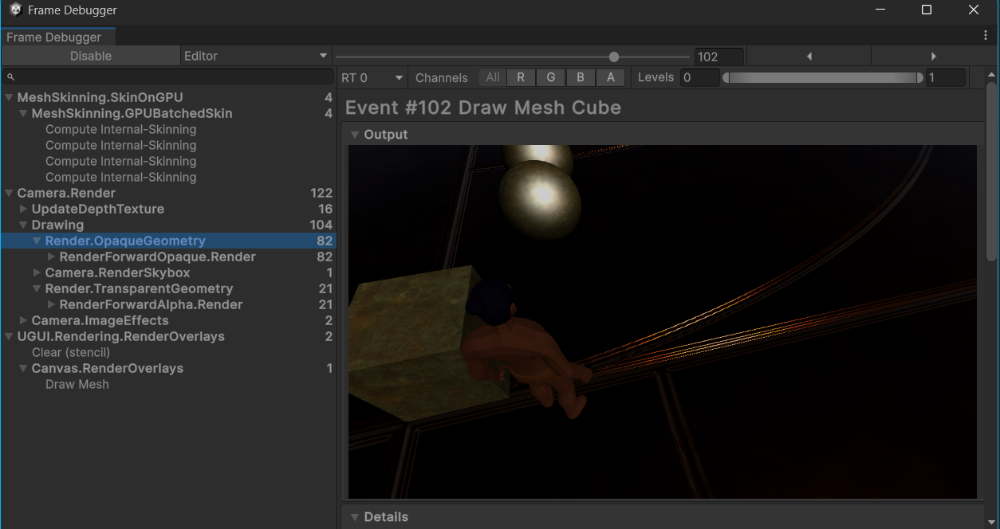 Frame Debugger
Frame Debugger
Disable Editor 102
RT 0 Channels All R G B A Levels 0 1
MeshSkinning.SkinOnGPU 4
MeshSkinning.GPUBatchedSkin 4
Compute Internal-Skinning
Compute Internal-Skinning
Compute Internal-Skinning
Compute Internal-Skinning
Camera.Render 122
UpdateDepthTexture 16
Drawing 104
Render.OpaqueGeometry 82
RenderForwardOpaque.Render 82
Camera.RenderSkybox 1
Render.TransparentGeometry 21
RenderForwardAlpha.Render 21
Camera.ImageEffects 2
UGUI.Rendering.RenderOverlays 2
Clear (stencil)
Canvas.RenderOverlays 1
Draw Mesh
Event #102 Draw Mesh Cube
Output
Details